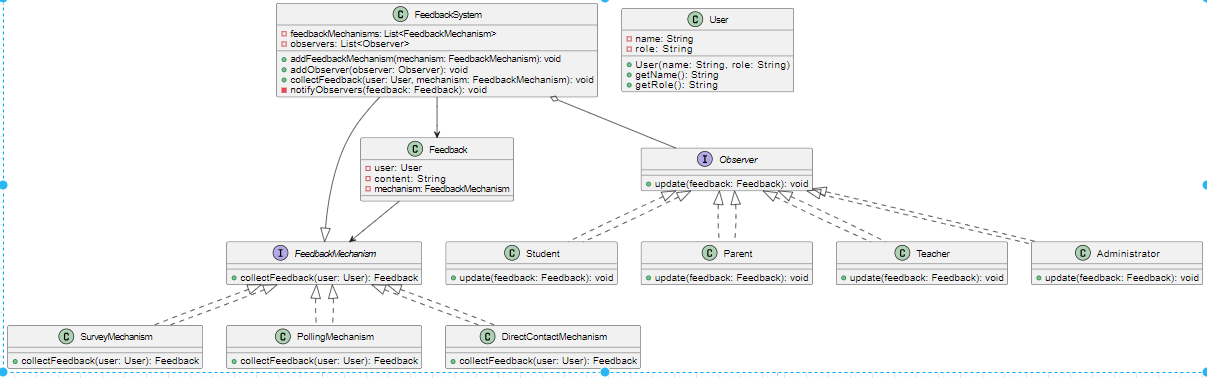 C FeedbackSystem
feedbackMechanisms: List<FeedbackMechanism>
observers: List<Observer>
addFeedbackMechanism(mechanism: FeedbackMechanism): void
addObserver(observer: Observer): void
collectFeedback(user: User, mechanism: FeedbackMechanism): void
notifyObservers(feedback: Feedback): void
C User
name: String
role: String
User(name: String, role: String)
getName(): String
getRole(): String
C Feedback
user: User
content: String
mechanism: FeedbackMechanism
I Observer
update(feedback: Feedback): void
I FeedbackMechanism
collectFeedback(user: User): Feedback
C Student
update(feedback: Feedback): void
C Parent
update(feedback: Feedback): void
C Teacher
update(feedback: Feedback): void
C Administrator
update(feedback: Feedback): void
C SurveyMechanism
collectFeedback(user: User): Feedback
C PollingMechanism
collectFeedback(user: User): Feedback
C DirectContactMechanism
collectFeedback(user: User): Feedback